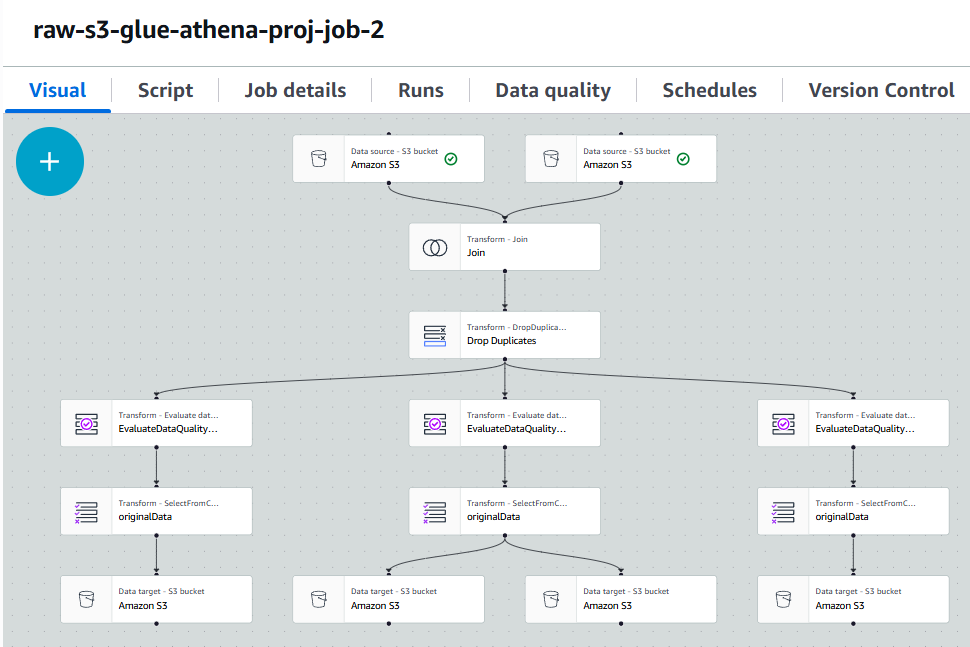 raw-s3-glue-athena-proj-job-2
Visual
Script
Job details
Runs
Data quality
Schedules
Version Control
+
Data source - S3 bucket
Amazon S3
Data source - S3 bucket
Amazon S3
Transform - Join
Join
Transform - DropDuplica...
Drop Duplicates
Transform - Evaluate dat...
EvaluateDataQuality...
Transform - Evaluate dat...
EvaluateDataQuality...
Transform - Evaluate dat...
EvaluateDataQuality...
Transform - SelectFromC...
originalData
Transform - SelectFromC...
originalData
Transform - SelectFromC...
originalData
Data target - S3 bucket
Amazon S3
Data target - S3 bucket
Amazon S3
Data target - S3 bucket
Amazon S3
Data target - S3 bucket
Amazon S3